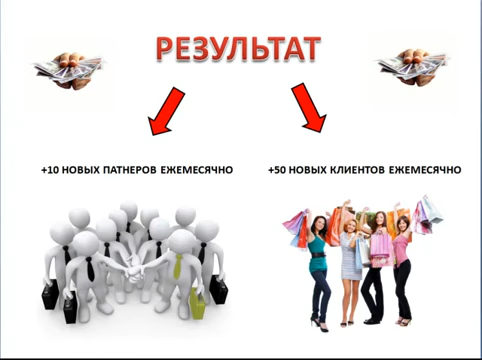 РЕЗУЛЬТАТ
+10 НОВЫХ ПАТНЕРОВ ЕЖЕМЕСЯЧНО
+50 НОВЫХ КЛИЕНТОВ ЕЖЕМЕСЯЧНО